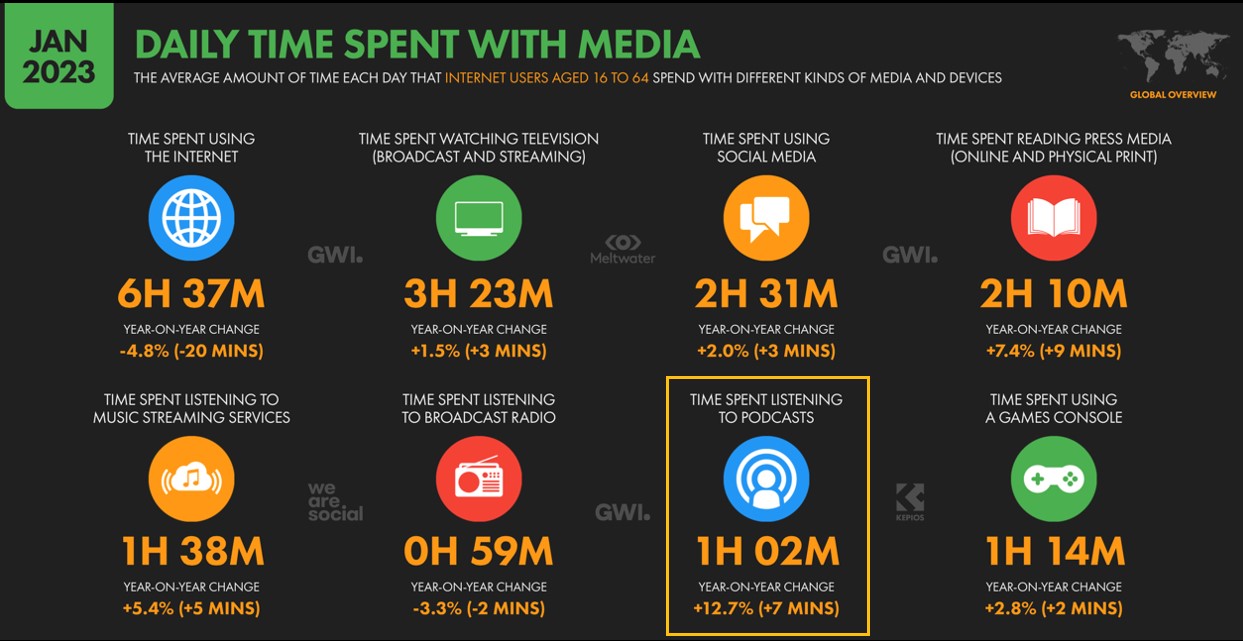 JAN
2023
DAILY TIME SPENT WITH MEDIA
THE AVERAGE AMOUNT OF TIME EACH DAY THAT INTERNET USERS AGED 16 TO 64 SPEND WITH DIFFERENT KINDS OF MEDIA AND DEVICES
GLOBAL OVERVIEW
TIME SPENT USING
THE INTERNET
6H 37M
YEAR-ON-YEAR CHANGE
-4.8% (-20 MINS)
GWI.
TIME SPENT WATCHING TELEVISION
(BROADCAST AND STREAMING)
3H 23M
YEAR-ON-YEAR CHANGE
+1.5% (+3 MINS)
Meltwater
TIME SPENT USING
SOCIAL MEDIA
2H 31M
YEAR-ON-YEAR CHANGE
+2.0% (+3 MINS)
GWI.
TIME SPENT READING PRESS MEDIA
(ONLINE AND PHYSICAL PRINT)
2H 10M
YEAR-ON-YEAR CHANGE
+7.4% (+9 MINS)
TIME SPENT LISTENING TO
MUSIC STREAMING SERVICES
1H 38M
YEAR-ON-YEAR CHANGE
+5.4% (+5 MINS)
we
are
social
TIME SPENT LISTENING
TO BROADCAST RADIO
0H 59M
YEAR-ON-YEAR CHANGE
-3.3% (-2 MINS)
GWI.
TIME SPENT LISTENING
TO PODCASTS
1H 02M
YEAR-ON-YEAR CHANGE
+12.7% (+7 MINS)
KEPIOS
TIME SPENT USING
A GAMES CONSOLE
1H 14M
YEAR-ON-YEAR CHANGE
+2.8% (+2 MINS)